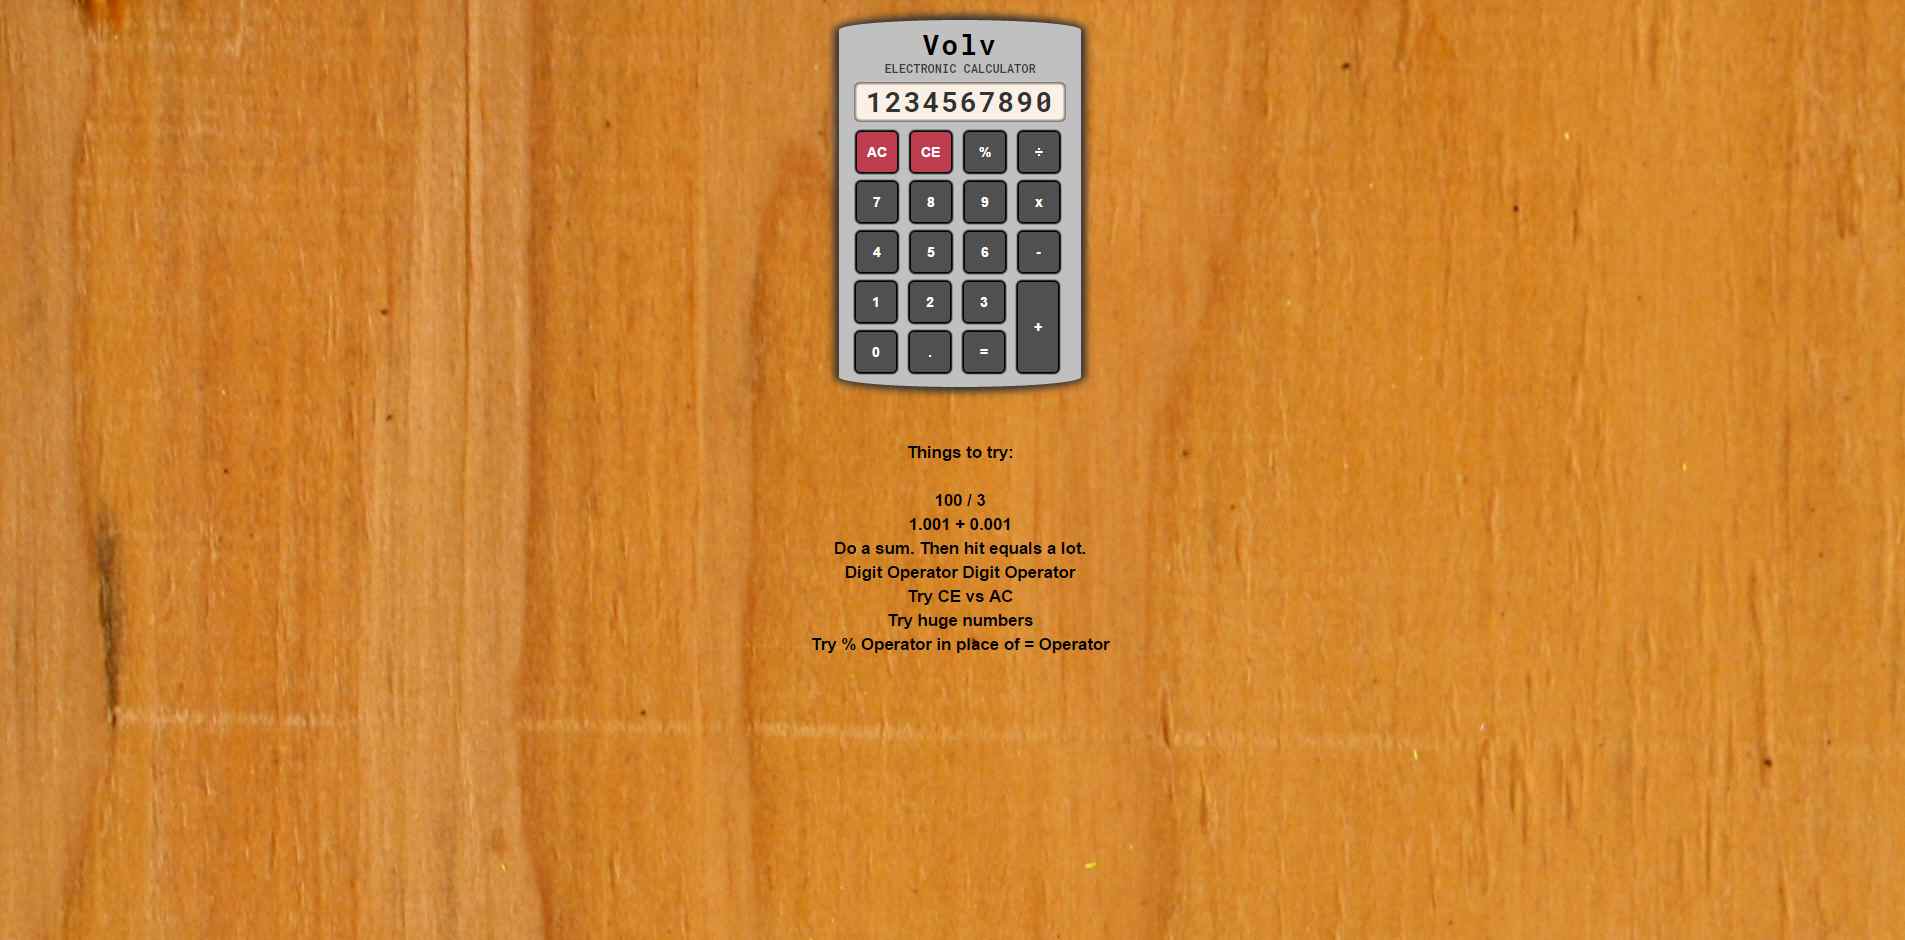 Volv
ELECTRONIC CALCULATOR
1234567890
AC CE % ÷
7 8 9 x
4 5 6 -
1 2 3 +
0 . =
Things to try:
100 / 3
1.001 + 0.001
Do a sum. Then hit equals a lot.
Digit Operator Digit Operator
Try CE vs AC
Try huge numbers
Try % Operator in place of = Operator